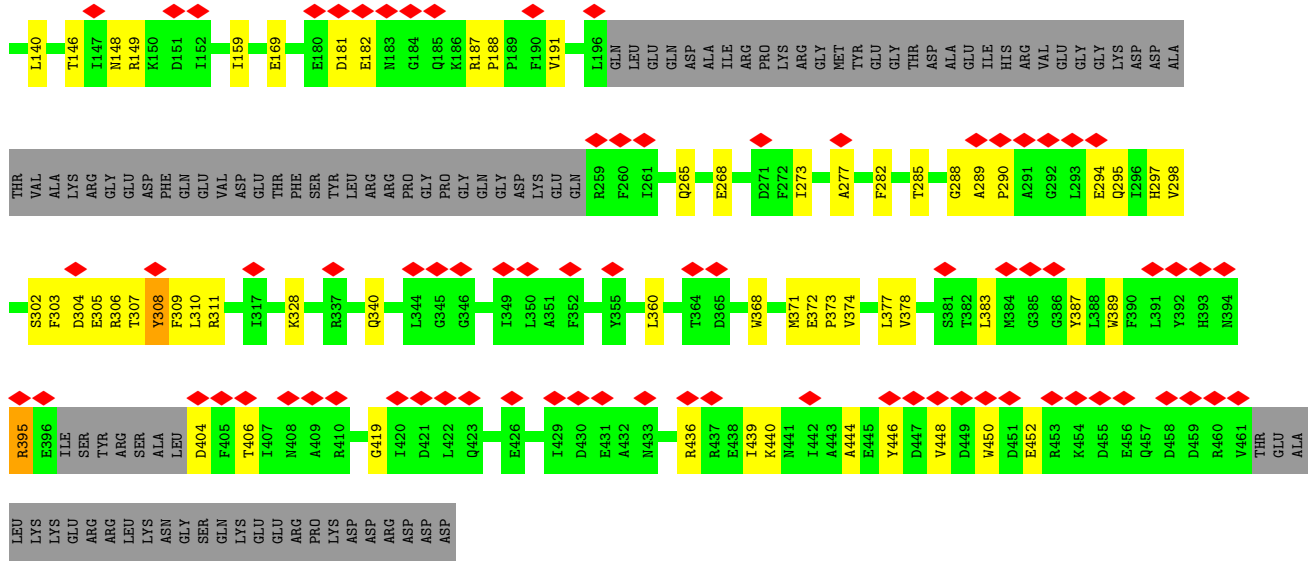 L140 T146 I147 N148 R149 K150 D151 I152 I159 E169 E180 D181 E182 N183 G184 Q185 K186 R187 P188 P189 F190 V191 L196 GLN LEU GLU GLN ASP ALA ILE ARG PRO LYS ARG GLY MET TYR GLU GLY THR ASP ALA GLU ILE HIS ARG VAL GLU GLY GLY LYS ASP ASP ALA
THR VAL ALA LYS ARG GLY GLU ASP PHE GLN GLU VAL ASP GLU THR PHE SER TYR LEU ARG ARG PRO GLY PRO GLY GLN GLY ASP LYS GLU GLN R259 F260 I261 Q265 E268 D271 F272 I273 A277 F282 T285 G288 A289 P290 A291 G292 L293 E294 Q295 I296 H297 V298
S302 F303 D304 E305 R306 T307 Y308 F309 L310 R311 I317 K328 R337 Q340 L344 G345 G346 I349 L350 A351 F352 Y355 L360 T364 D365 W368 M371 E372 P373 V374 L377 V378 S381 T382 L383 M384 G385 G386 Y387 L388 W389 F390 L391 Y392 H393 N394
R395 E396 ILE SER TYR ARG SER ALA LEU D404 F405 T406 I407 N408 A409 R410 G419 I420 D421 L422 Q423 E426 I429 D430 E431 A432 N433 R436 R437 E438 I439 K440 N441 I442 A443 A444 E445 Y446 D447 V448 D449 W450 D451 E452 R453 K454 D455 E456 Q457 D458 D459 R460 V461 THR GLU ALA
LEU LYS LYS GLU ARG ARG LEU LYS ASN GLY SER GLN LYS GLU GLU ARG PRO LYS ASP ASP ARG ASP ASP ASP